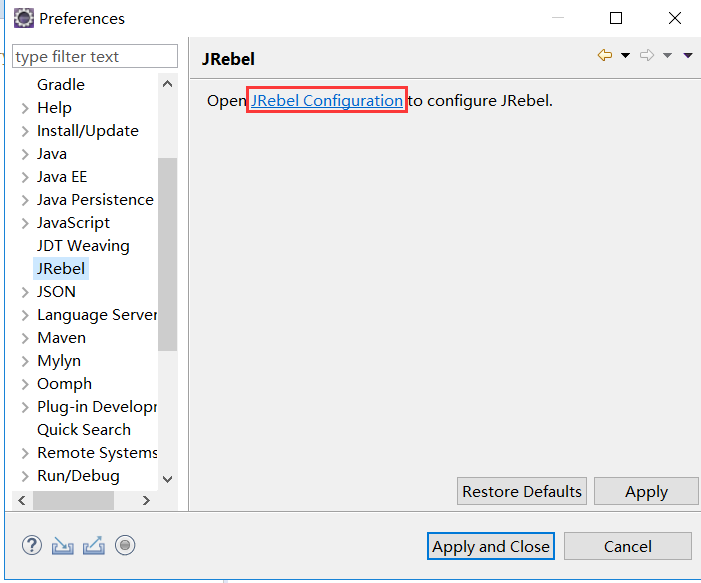 Preferences
type filter text
Gradle
Help
Install/Update
Java
Java EE
Java Persistence
JavaScript
JDT Weaving
JRebel
JSON
Language Server
Maven
Mylyn
Oomph
Plug-in Develop
Quick Search
Remote Systems
Run/Debug
JRebel
Open JRebel Configuration to configure JRebel.
Restore Defaults
Apply
Apply and Close
Cancel